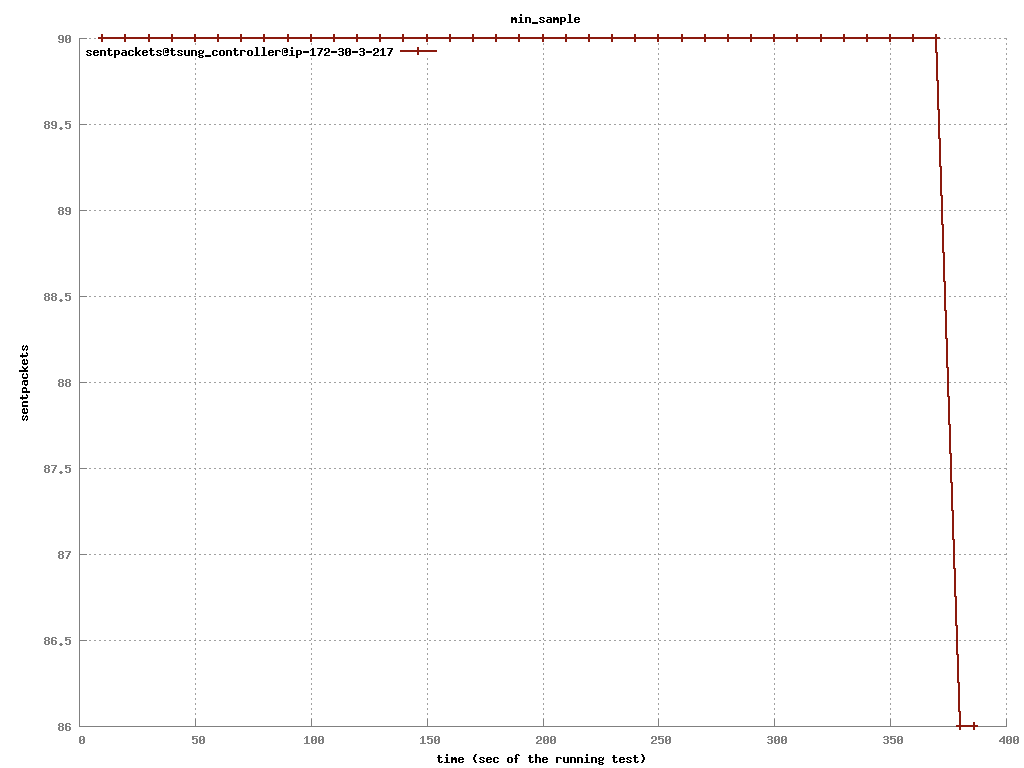 min_sample
90
sentpackets@tsung_controller@ip-172-30-3-217
89.5
89
88.5
88
sentpackets
87.5
87
86.5
86
0 50 100 150 200 250 300 350 400
time (sec of the running test)